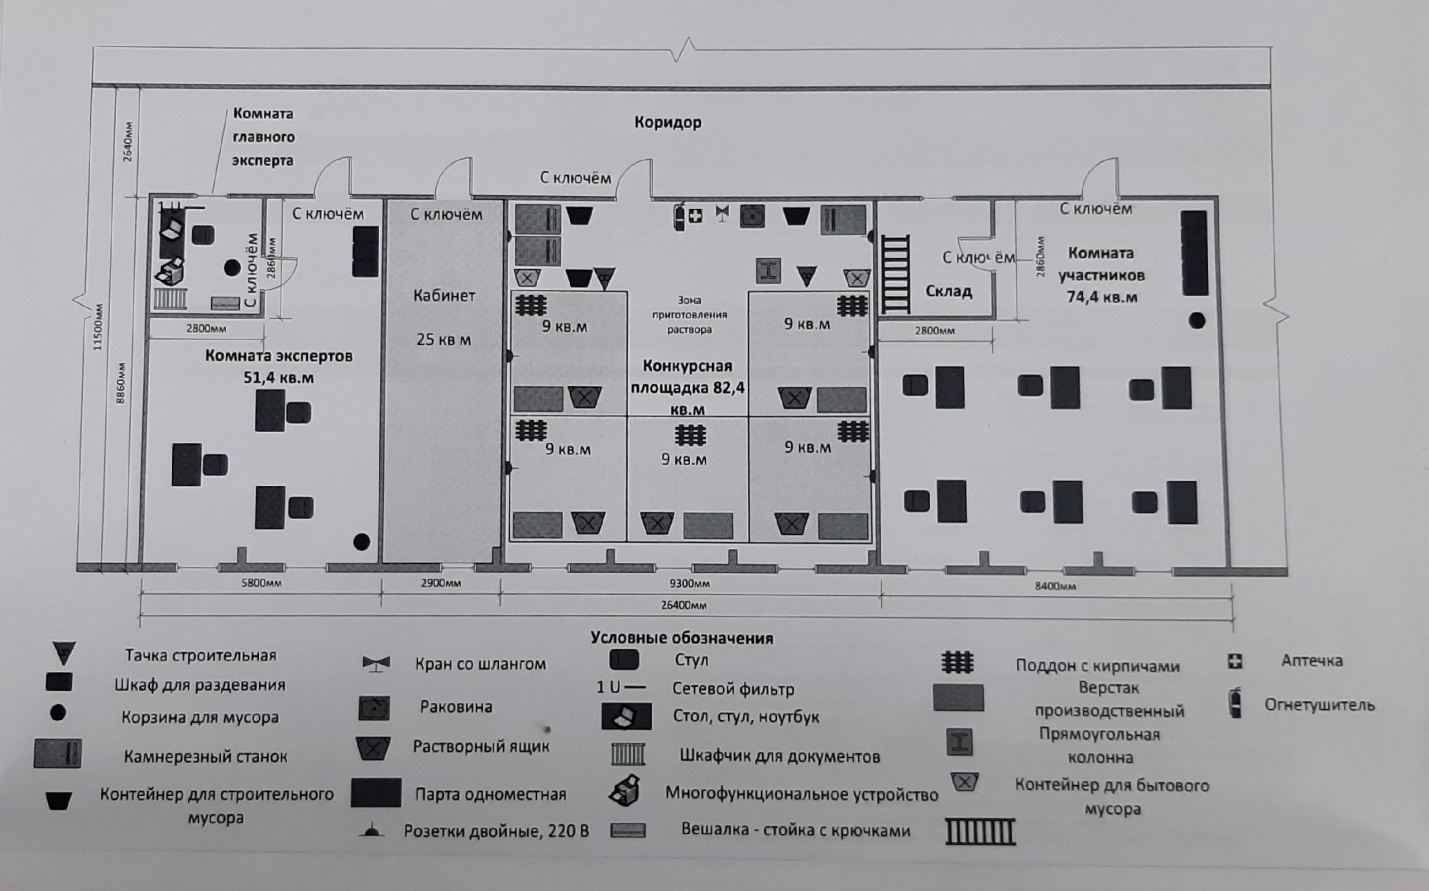 Комната
главного
эксперта
Коридор
2640мм
11500мм
8860мм
1 U
С ключём
С ключём
С ключём
С ключём
С ключём
2860мм
2800мм
Комната экспертов
51,4 кв.м
Кабинет
25 кв м
Зона
приготовления
раствора
9 кв.м
9 кв.м
Конкурсная
площадка 82,4
кв.м
9 кв.м
9 кв.м
9 кв.м
С ключём
Склад
2800мм
2860мм
С ключём
Комната
участников
74,4 кв.м
5800мм
2900мм
9300мм
8400мм
26400мм
Условные обозначения
Тачка строительная
Шкаф для раздевания
Корзина для мусора
Камнерезный станок
Контейнер для строительного
мусора
Кран со шлангом
Раковина
Растворный ящик
Парта одноместная
Розетки двойные, 220 В
Стул
1 U
Сетевой фильтр
Стол, стул, ноутбук
Шкафчик для документов
Многофункциональное устройство
Вешалка - стойка с крючками
Поддон с кирпичами
Верстак
производственный
Прямоугольная
колонна
Контейнер для бытового
мусора
Аптечка
Огнетушитель